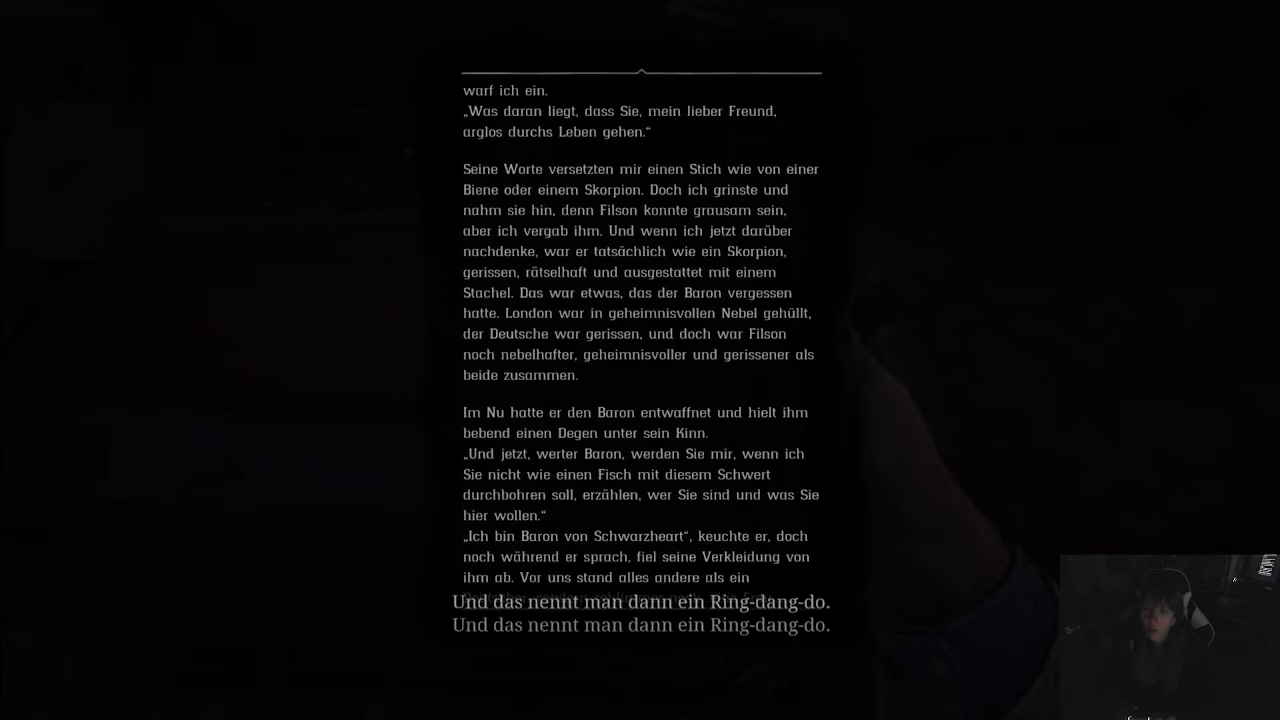 warf ich ein.
„Was daran liegt, dass Sie, mein lieber Freund,
arglos durchs Leben gehen.“
Seine Worte versetzten mir einen Stich wie von einer
Biene oder einem Skorpion. Doch ich grinste und
nahm sie hin, denn Filson konnte grausam sein,
aber ich vergab ihm. Und wenn ich jetzt darüber
nachdenke, war er tatsächlich wie ein Skorpion,
gerissen, rätselhaft und ausgestattet mit einem
Stachel. Das war etwas, das der Baron vergessen
hatte. London war in geheimnisvollen Nebel gehüllt,
der Deutsche war gerissen, und doch war Filson
noch nebelhafter, geheimnisvoller und gerissener als
beide zusammen.
Im Nu hatte er den Baron entwaffnet und hielt ihm
bebend einen Degen unter sein Kinn.
„Und jetzt, werter Baron, werden Sie mir, wenn ich
Sie nicht wie einen Fisch mit diesem Schwert
durchbohren soll, erzählen, wer Sie sind und was Sie
hier wollen.“
„Ich bin Baron von Schwarzheart“, keuchte er, doch
noch während er sprach, fiel seine Verkleidung von
ihm ab. Vor uns stand alles andere als ein
Und das nennt man dann ein Ring-dang-do.
Und das nennt man dann ein Ring-dang-do.